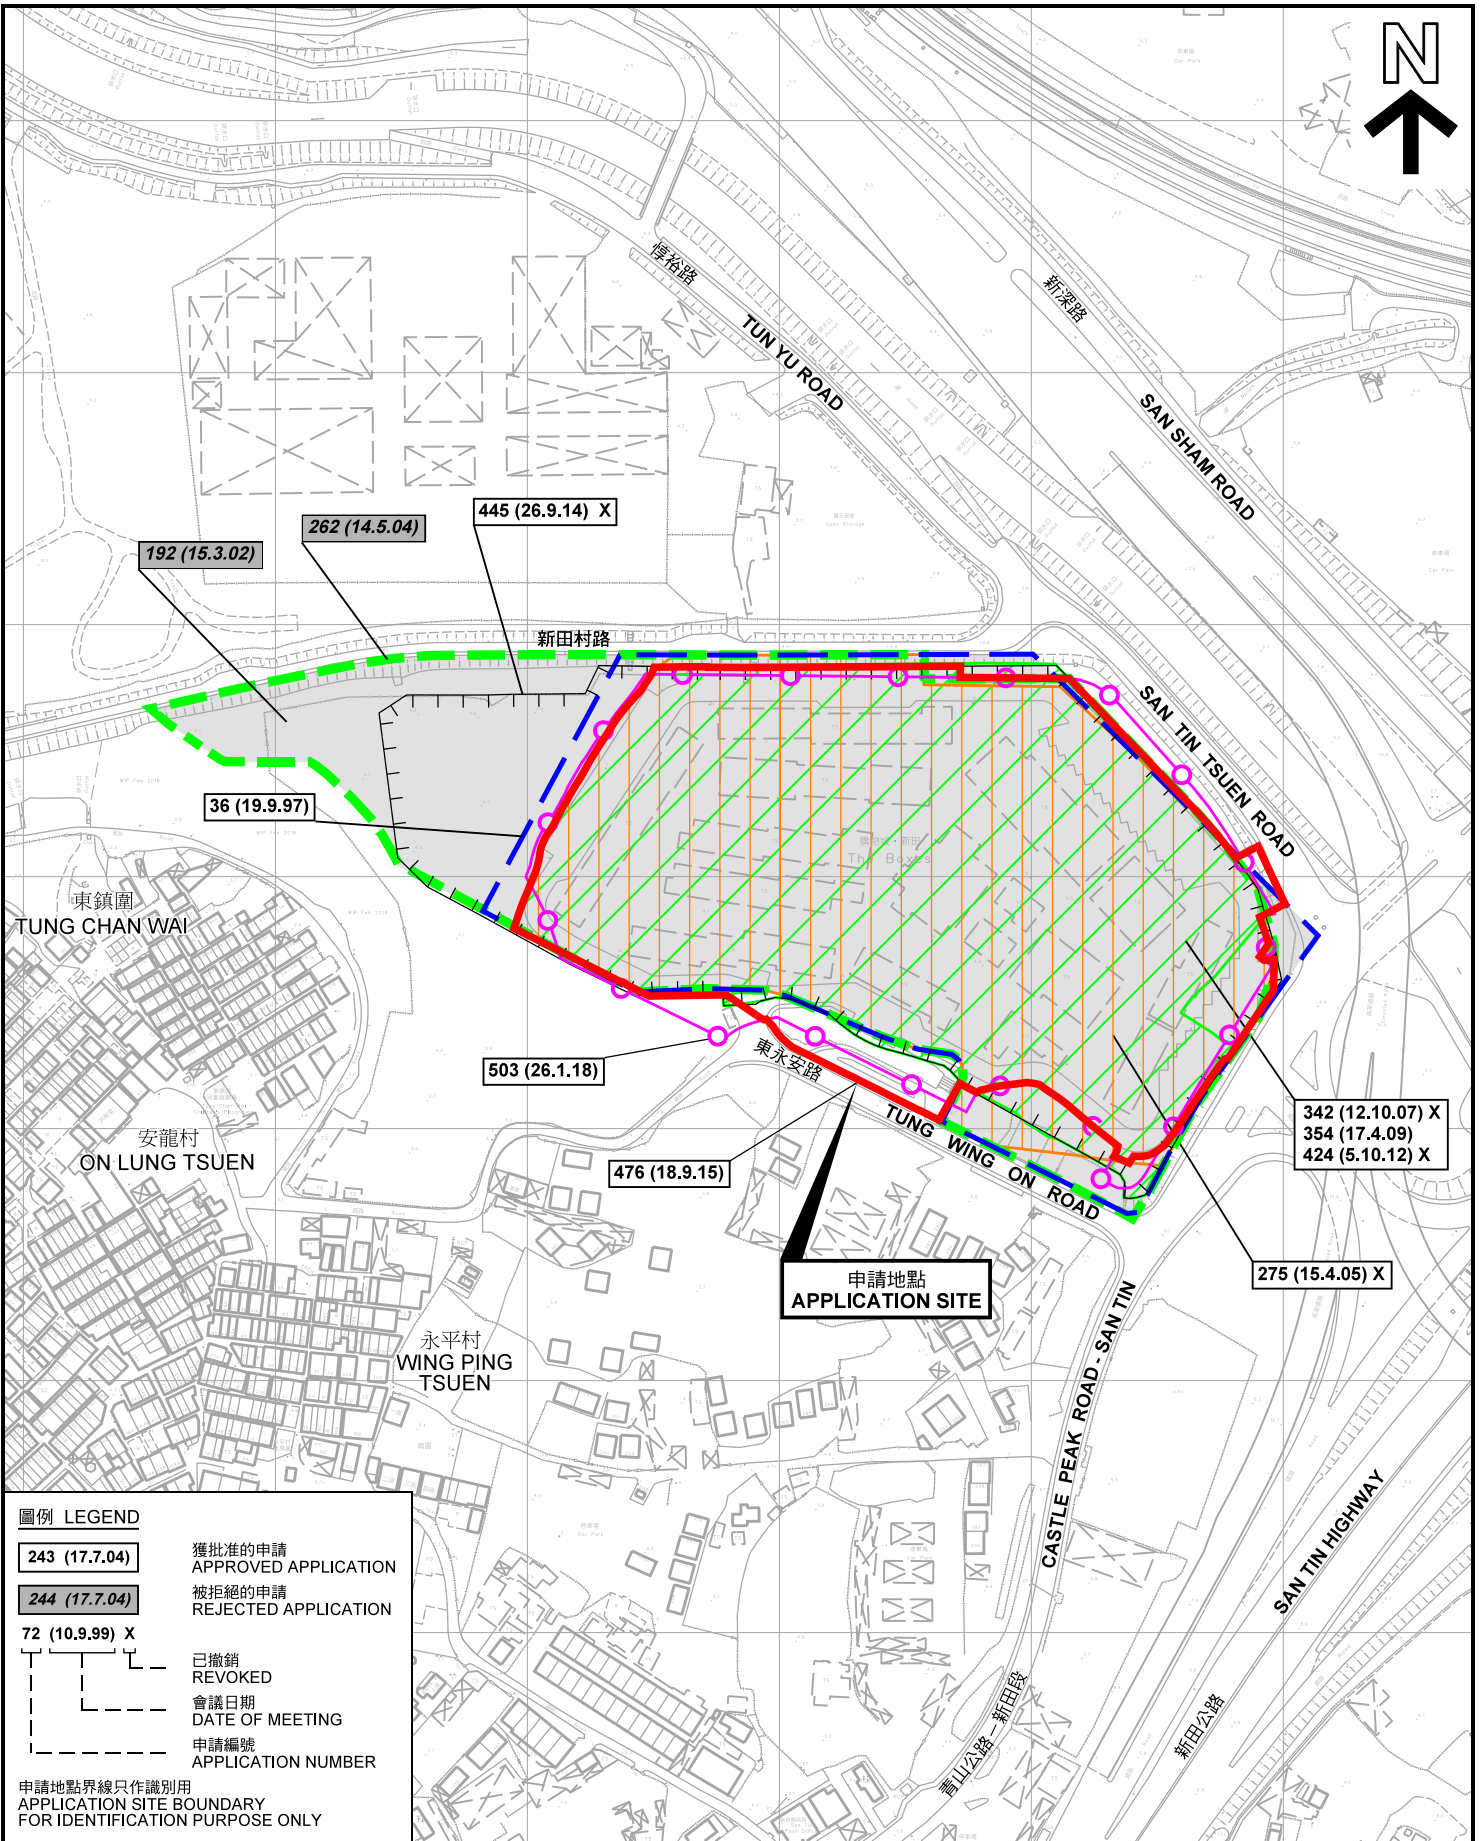 N
惇裕路
TUN YU ROAD
新深路
SAN SHAM ROAD
445 (26.9.14) X
262 (14.5.04)
192 (15.3.02)
新田村路
SAN TIN TSUEN ROAD
36 (19.9.97)
購物城·新田
The Boxes
東鎮圍
TUNG CHAN WAI
503 (26.1.18)
東永安路
TUNG WING ON ROAD
安龍村
ON LUNG TSUEN
476 (18.9.15)
342 (12.10.07) X
354 (17.4.09)
424 (5.10.12) X
275 (15.4.05) X
申請地點
APPLICATION SITE
永平村
WING PING
TSUEN
CASTLE PEAK ROAD - SAN TIN
青山公路－新田段
SAN TIN HIGHWAY
新田公路
圖例 LEGEND
243 (17.7.04)
獲批准的申請
APPROVED APPLICATION
244 (17.7.04)
被拒絕的申請
REJECTED APPLICATION
72 (10.9.99) X
已撤銷
REVOKED
會議日期
DATE OF MEETING
申請編號
APPLICATION NUMBER
申請地點界線只作識別用
APPLICATION SITE BOUNDARY
FOR IDENTIFICATION PURPOSE ONLY